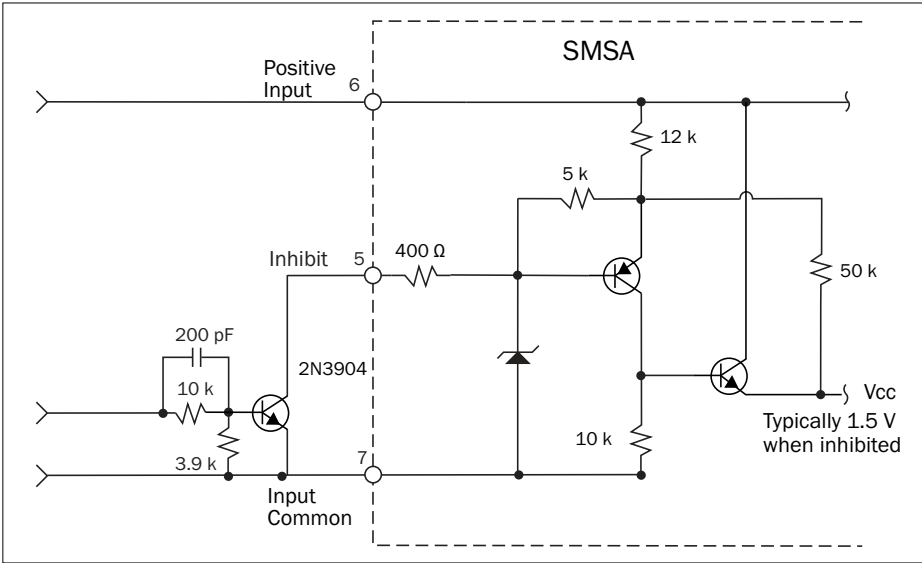 SMSA
Positive
Input
6
12 k
5 k
Inhibit
5
400 Ω
50 k
200 pF
2N3904
10 k
Vcc
Typically 1.5 V
when inhibited
10 k
3.9 k
7
Input
Common